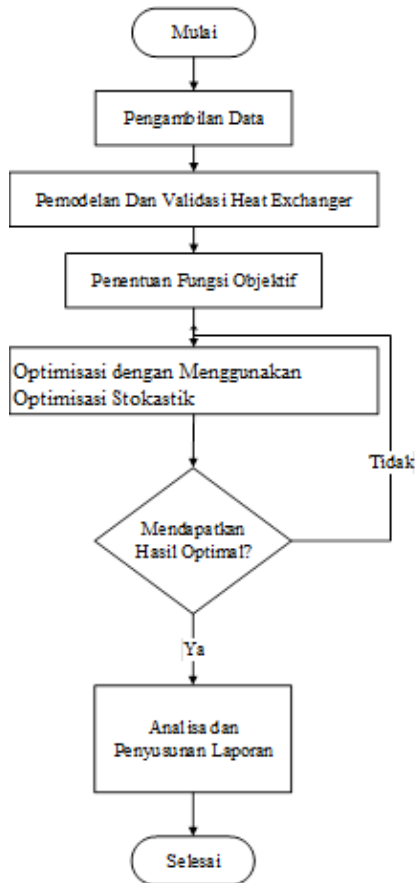 Mulai
Pengambilan Data
Pemodelan Dan Validasi Heat Exchanger
Penentuan Fungsi Objektif
Optimisasi dengan Menggunakan
Optimisasi Stokastik
Tidak
Mendapatkan
Hasil Optimal?
Ya
Analisa dan
Penyusunan Laporan
Selesai